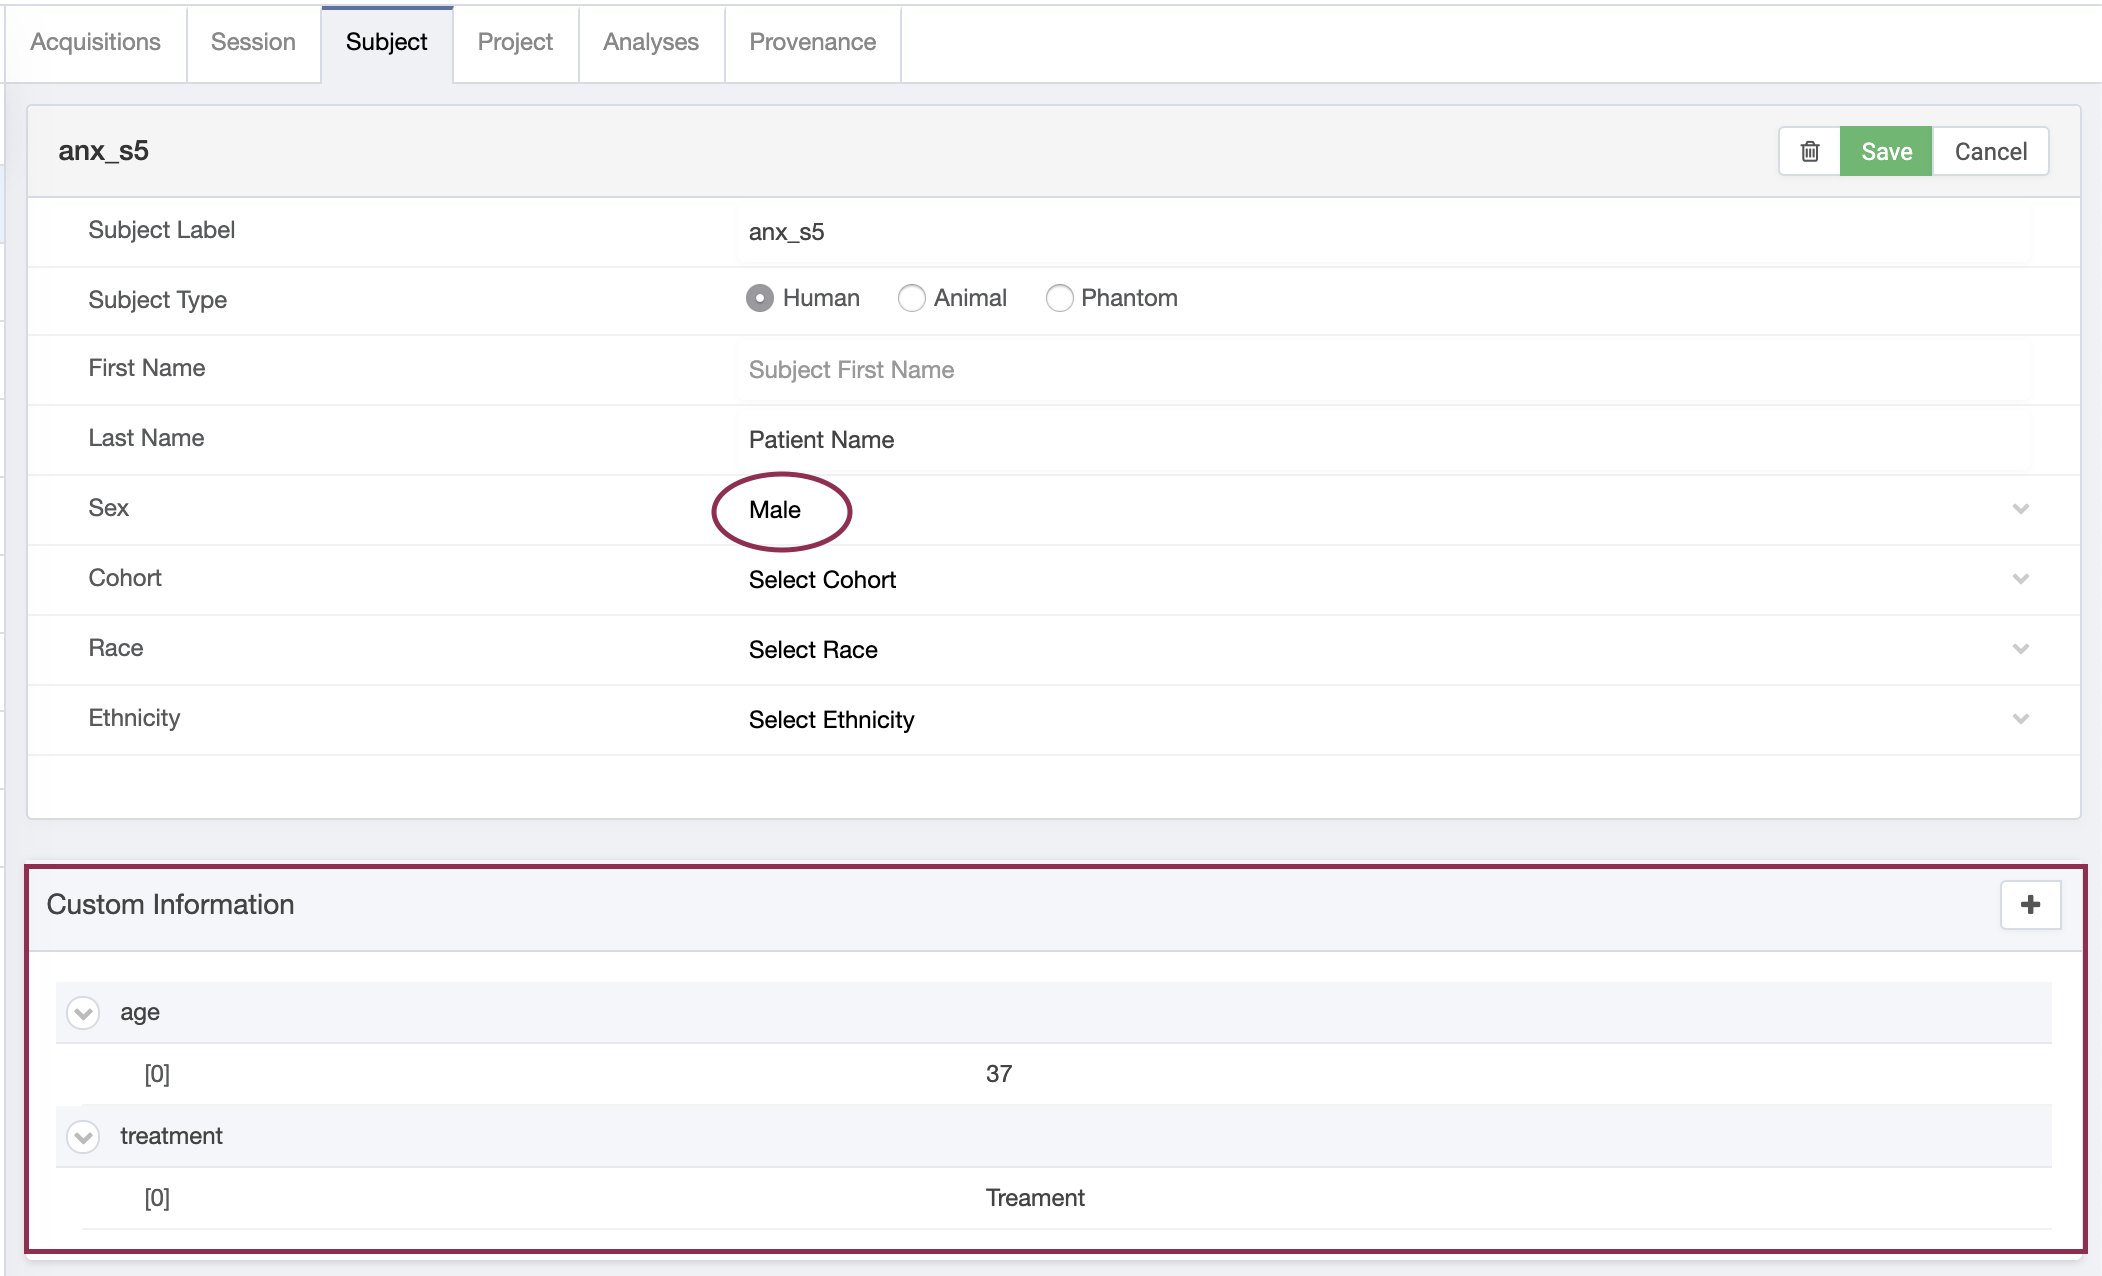 Acquisitions Session Subject Project Analyses Provenance
anx_s5 Save Cancel
Subject Label anx_s5
Subject Type Human Animal Phantom
First Name Subject First Name
Last Name Patient Name
Sex Male
Cohort Select Cohort
Race Select Race
Ethnicity Select Ethnicity
Custom Information
age
[0] 37
treatment
[0] Treament